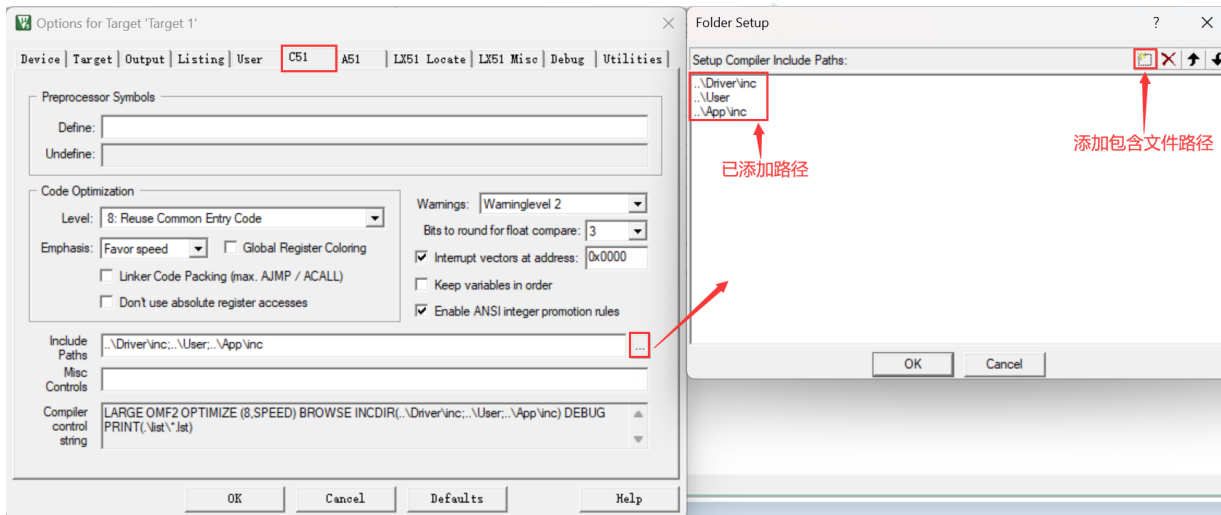 Options for Target 'Target 1'
Device Target Output Listing User C51 A51 LX51 Locate LX51 Misc Debug Utilities
Preprocessor Symbols
Define:
Undefine:
Code Optimization
Level: 8: Reuse Common Entry Code
Emphasis: Favor speed Global Register Coloring
Linker Code Packing (max. AJMP / ACALL)
Don't use absolute register accesses
Warnings: Warninglevel 2
Bits to round for float compare: 3
Interrupt vectors at address: 0x0000
Keep variables in order
Enable ANSI integer promotion rules
Include
Paths
..\Driver\inc;..\User;..\App\inc
...
Misc
Controls
Compiler
control
string
LARGE OMF2 OPTIMIZE (8,SPEED) BROWSE INCDIR(..\Driver\inc;..\User;..\App\inc) DEBUG
PRINT(.\list\*.lst)
OK Cancel Defaults Help
Folder Setup
?
Setup Compiler Include Paths:
..\Driver\inc
..\User
..\App\inc
已添加路径
添加包含文件路径
OK Cancel